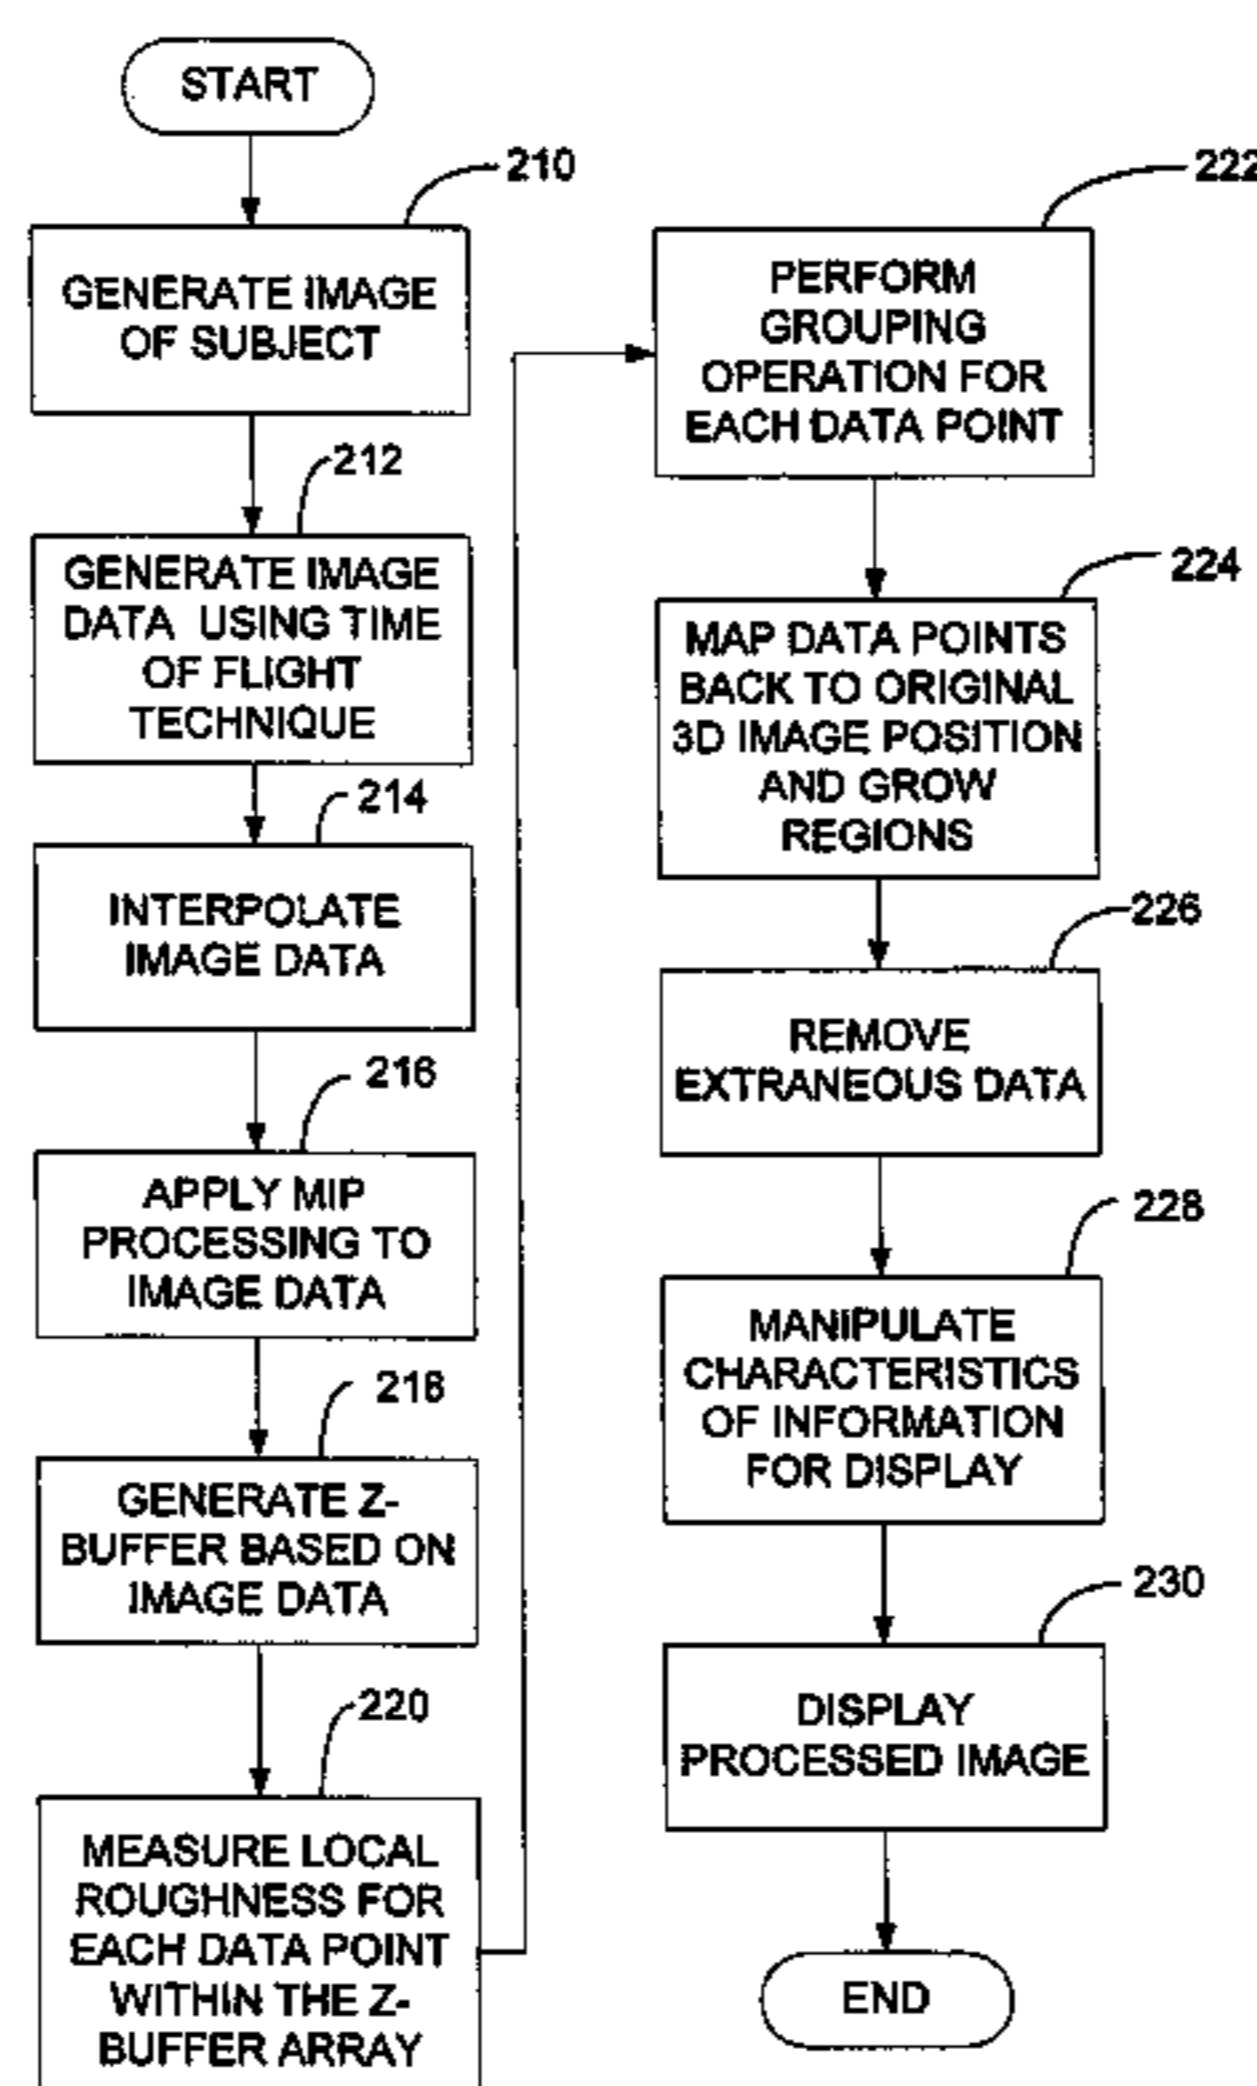 START
210
GENERATE IMAGE
OF SUBJECT
212
GENERATE IMAGE
DATA USING TIME
OF FLIGHT
TECHNIQUE
214
INTERPOLATE
IMAGE DATA
216
APPLY MIP
PROCESSING TO
IMAGE DATA
218
GENERATE Z-
BUFFER BASED ON
IMAGE DATA
220
MEASURE LOCAL
ROUGHNESS FOR
EACH DATA POINT
WITHIN THE Z-
BUFFER ARRAY
222
PERFORM
GROUPING
OPERATION FOR
EACH DATA POINT
224
MAP DATA POINTS
BACK TO ORIGINAL
3D IMAGE POSITION
AND GROW
REGIONS
226
REMOVE
EXTRANEOUS DATA
228
MANIPULATE
CHARACTERISTICS
OF INFORMATION
FOR DISPLAY
230
DISPLAY
PROCESSED IMAGE
END